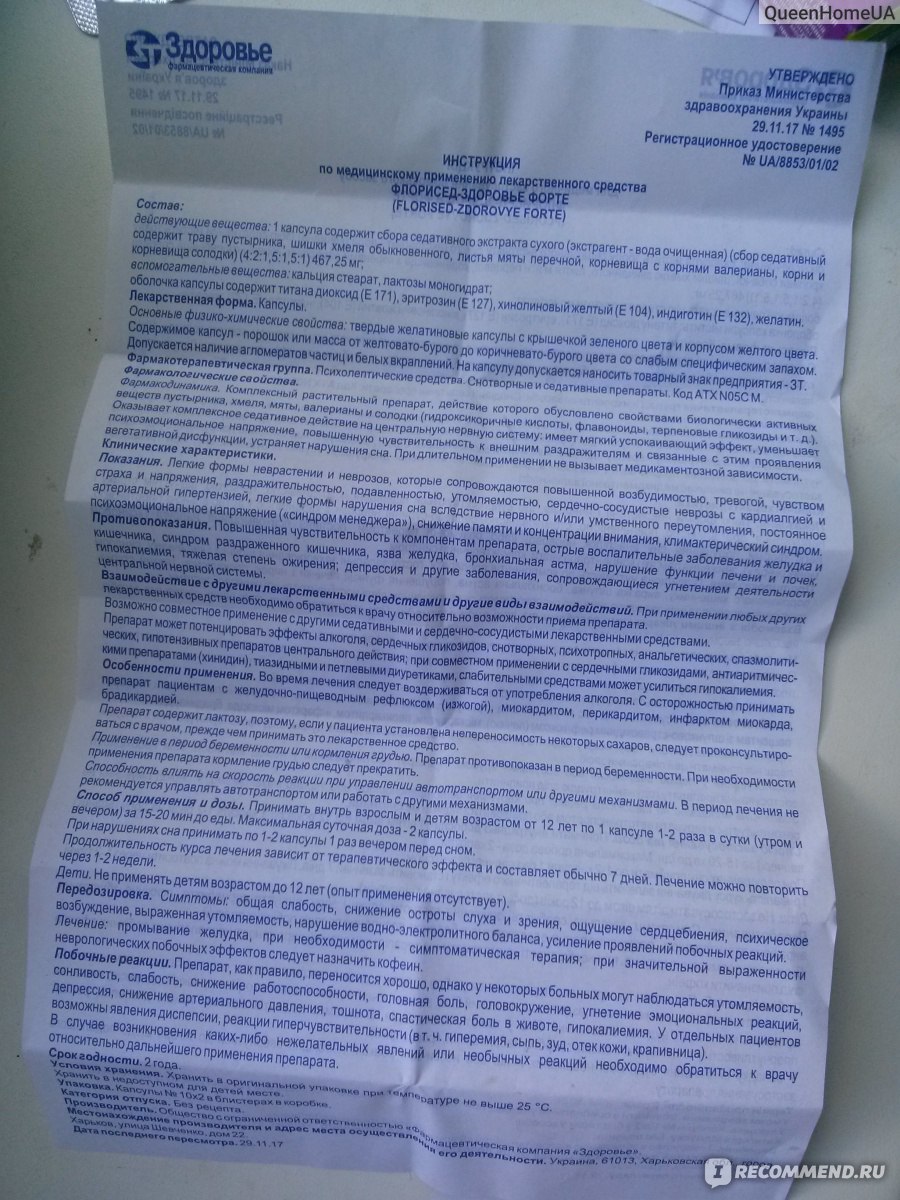 QueenHomeUA
Здоровье
фармацевтическая компания
УТВЕРЖДЕНО
Приказ Министерства
здравоохранения Украины
29.11.17 № 1495
Регистрационное удостоверение
№ UA/8853/01/02
ИНСТРУКЦИЯ
по медицинскому применению лекарственного средства
ФЛОРИСЕД-ЗДОРОВЬЕ ФОРТЕ
(FLORISED-ZDOROVYE FORTE)
Состав:
действующие вещества: 1 капсула содержит сбора седативного экстракта сухого (экстрагент - вода очищенная) (сбор седативный
содержит траву пустырника, шишки хмеля обыкновенного, листья мяты перечной, корневища с корнями валерианы, корни и
корневища солодки) (4:2:1,5:1,5:1) 467,25 мг;
вспомогательные вещества: кальция стеарат, лактозы моногидрат;
оболочка капсулы содержит титана диоксид (Е 171), эритрозин (Е 127), хинолиновый желтый (Е 104), индиготин (Е 132), желатин.
Лекарственная форма. Капсулы.
Основные физико-химические свойства: твердые желатиновые капсулы с крышечкой зеленого цвета и корпусом желтого цвета.
Содержимое капсул - порошок или масса от желтовато-бурого до коричневато-бурого цвета со слабым специфическим запахом.
Допускается наличие агломератов частиц и белых вкраплений. На капсулу допускается наносить товарный знак предприятия - ЗТ.
Фармакотерапевтическая группа. Психолептические средства. Снотворные и седативные препараты. Код АТХ N05C M.
Фармакологические свойства.
Фармакодинамика. Комплексный растительный препарат, действие которого обусловлено свойствами биологически активных
веществ пустырника, хмеля, мяты, валерианы и солодки (гидроксикоричные кислоты, флавоноиды, терпеновые гликозиды и т. д.).
Оказывает комплексное седативное действие на центральную нервную систему: имеет мягкий успокаивающий эффект, уменьшает
психоэмоциональное напряжение, повышенную чувствительность к внешним раздражителям и связанные с этим проявления
вегетативной дисфункции, устраняет нарушения сна. При длительном применении не вызывает медикаментозной зависимости.
Клинические характеристики.
Показания. Легкие формы неврастении и неврозов, которые сопровождаются повышенной возбудимостью, тревогой, чувством
страха и напряжения, раздражительностью, подавленностью, утомляемостью, сердечно-сосудистые неврозы с кардиалгией и
артериальной гипертензией, легкие формы нарушения сна вследствие нервного и/или умственного переутомления, постоянное
психоэмоциональное напряжение («синдром менеджера»), снижение памяти и концентрации внимания, климактерический синдром.
Противопоказания. Повышенная чувствительность к компонентам препарата, острые воспалительные заболевания желудка и
кишечника, синдром раздраженного кишечника, язва желудка, бронхиальная астма, нарушение функции печени и почек,
гипокалиемия, тяжелая степень ожирения; депрессия и другие заболевания, сопровождающиеся угнетением деятельности
центральной нервной системы.
Взаимодействие с другими лекарственными средствами и другие виды взаимодействий. При применении любых других
лекарственных средств необходимо обратиться к врачу относительно возможности приема препарата.
Возможно совместное применение с другими седативными и сердечно-сосудистыми лекарственными средствами.
Препарат может потенцировать эффекты алкоголя, сердечных гликозидов, снотворных, психотропных, анальгетических, спазмолити-
ческих, гипотензивных препаратов центрального действия; при совместном применении с сердечными гликозидами, антиаритмичес-
кими препаратами (хинидин), тиазидными и петлевыми диуретиками, слабительными средствами может усилиться гипокалиемия.
Особенности применения. Во время лечения следует воздерживаться от употребления алкоголя. С осторожностью принимать
препарат пациентам с желудочно-пищеводным рефлюксом (изжогой), миокардитом, перикардитом, инфарктом миокарда,
брадикардией.
Препарат содержит лактозу, поэтому, если у пациента установлена непереносимость некоторых сахаров, следует проконсультиро-
ваться с врачом, прежде чем принимать это лекарственное средство.
Применение в период беременности или кормления грудью. Препарат противопоказан в период беременности. При необходимости
применения препарата кормление грудью следует прекратить.
Способность влиять на скорость реакции при управлении автотранспортом или другими механизмами. В период лечения не
рекомендуется управлять автотранспортом или работать с другими механизмами.
Способ применения и дозы. Принимать внутрь взрослым и детям возрастом от 12 лет по 1 капсуле 1-2 раза в сутки (утром и
вечером) за 15-20 мин до еды. Максимальная суточная доза - 2 капсулы.
При нарушениях сна принимать по 1-2 капсулы 1 раз вечером перед сном.
Продолжительность курса лечения зависит от терапевтического эффекта и составляет обычно 7 дней. Лечение можно повторить
через 1-2 недели.
Дети. Не применять детям возрастом до 12 лет (опыт применения отсутствует).
Передозировка. Симптомы: общая слабость, снижение остроты слуха и зрения, ощущение сердцебиения, психическое
возбуждение, выраженная утомляемость, нарушение водно-электролитного баланса, усиление проявлений побочных реакций.
Лечение: промывание желудка, при необходимости - симптоматическая терапия; при значительной выраженности
неврологических побочных эффектов следует назначить кофеин.
Побочные реакции. Препарат, как правило, переносится хорошо, однако у некоторых больных могут наблюдаться утомляемость,
сонливость, слабость, снижение работоспособности, головная боль, головокружение, угнетение эмоциональных реакций,
депрессия, снижение артериального давления, тошнота, спастическая боль в животе, гипокалиемия. У отдельных пациентов
возможны явления диспепсии, реакции гиперчувствительности (в т. ч. гиперемия, сыпь, зуд, отек кожи, крапивница).
В случае возникновения каких-либо нежелательных явлений или необычных реакций необходимо обратиться к врачу
относительно дальнейшего применения препарата.
Срок годности. 2 года.
Условия хранения. Хранить в оригинальной упаковке при температуре не выше 25 °С.
Хранить в недоступном для детей месте.
Упаковка. Капсулы № 10х2 в блистерах в коробке.
Категория отпуска. Без рецепта.
Производитель. Общество с ограниченной ответственностью «Фармацевтическая компания «Здоровье».
Местонахождение производителя и адрес места осуществления его деятельности. Украина, 61013, Харьковская
Харьков, улица Шевченко, дом 22.
Дата последнего пересмотра. 29.11.17
IRECOMMEND.RU